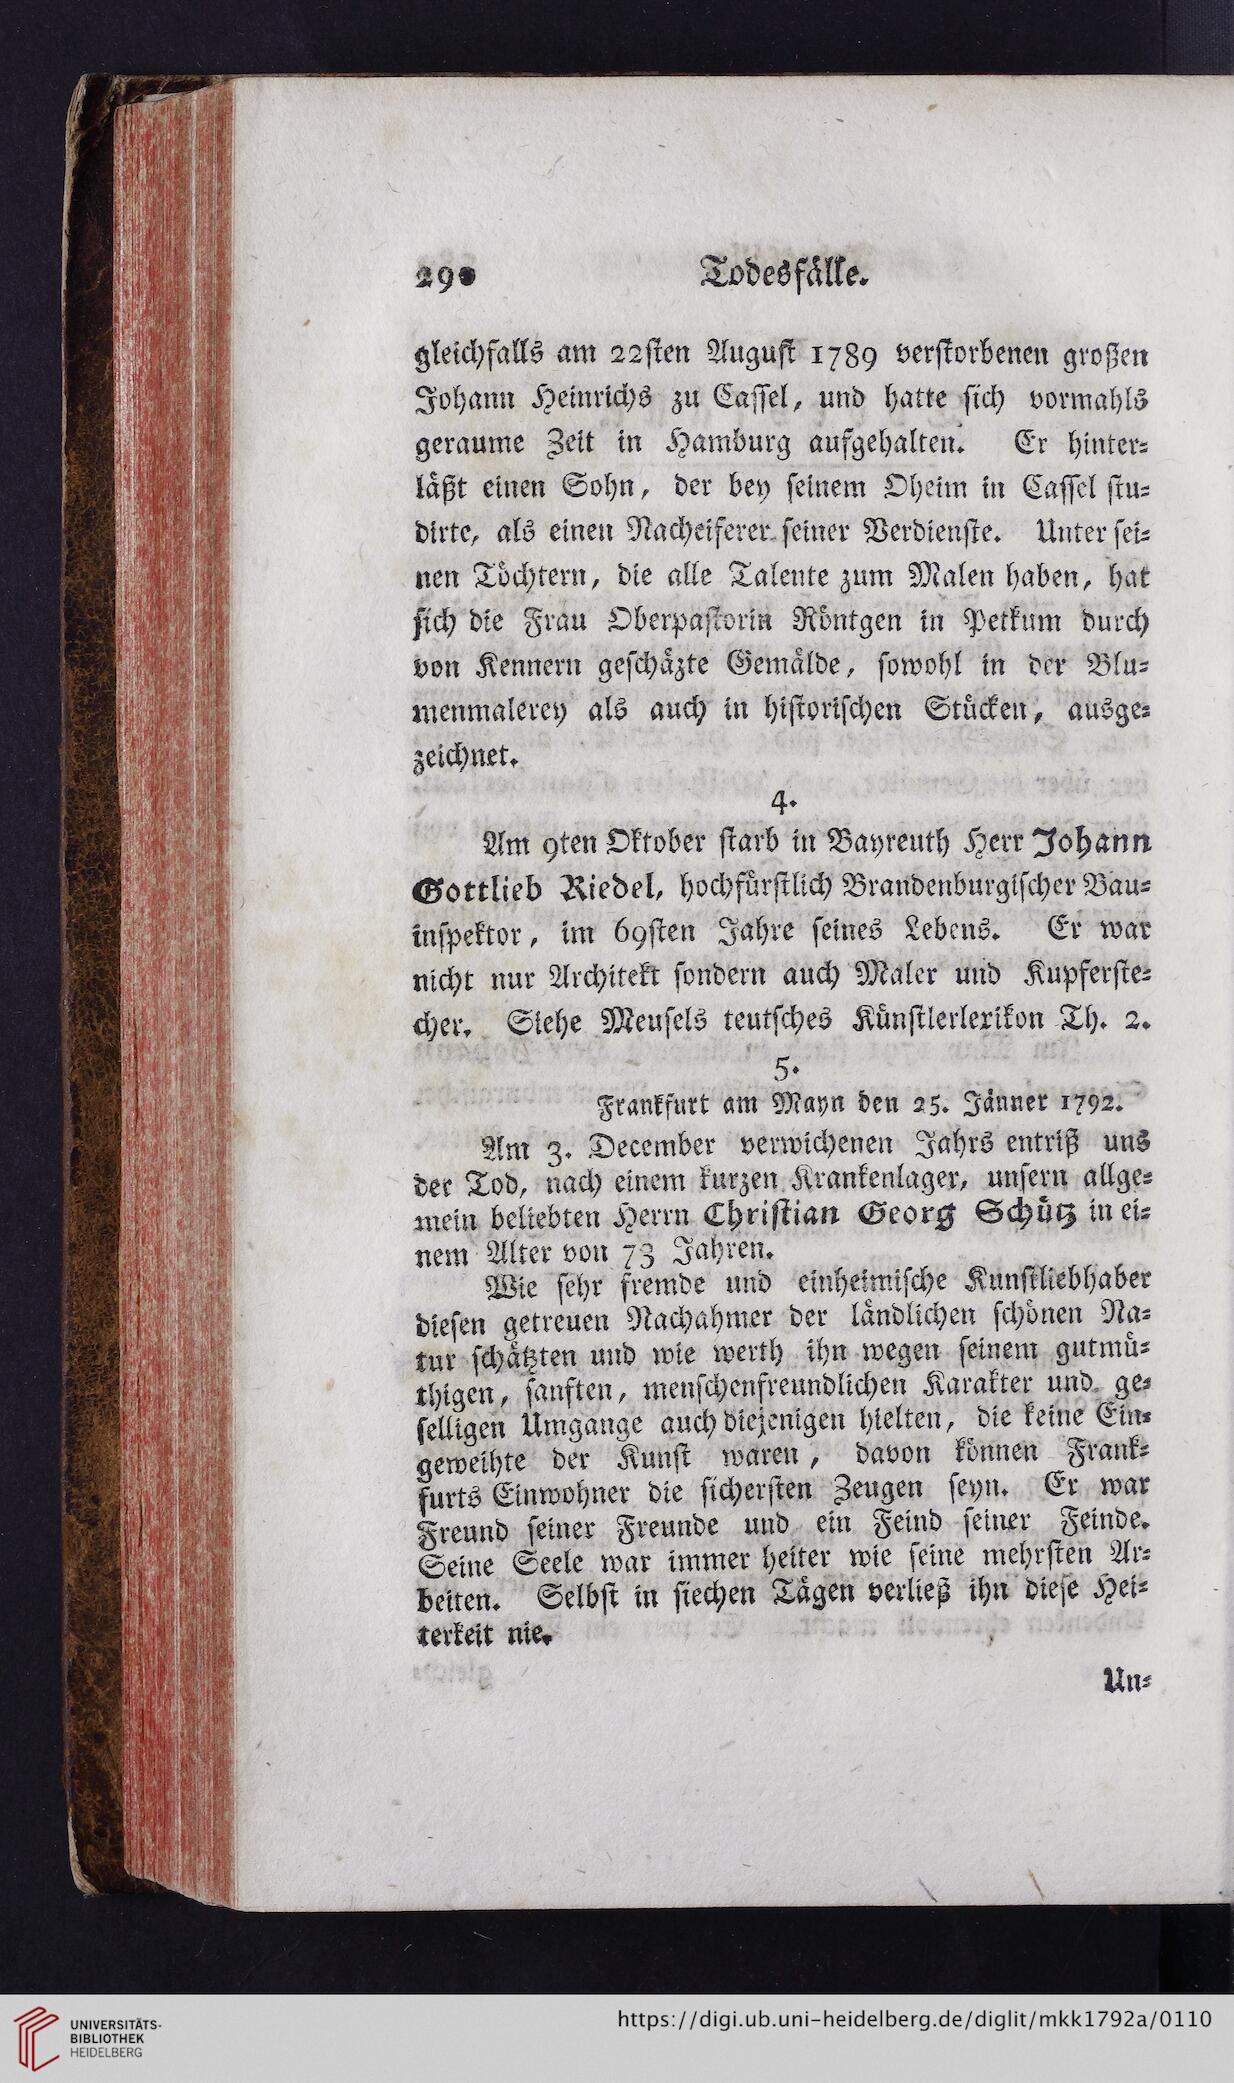 290 Todesfälle.
gleichfalls am 22sten August 1789 verstorbenen großen
Johann Heinrichs zu Cassel, und hatte sich vormahls
geraume Zeit in Hamburg aufgehalten. Er hinter-
läßt einen Sohn, der bey seinem Oheim in Cassel stu-
dirte, als einen Nacheiferer seiner Verdienste. Unter sei-
nen Töchtern, die alle Talente zum Malen haben, hat
sich die Frau Oberpastorin Röntgen in Petkum durch
von Kennern geschäzte Gemälde, sowohl in der Blu-
menmalerey als auch in historischen Stücken, ausge-
zeichnet.
4.
Am 9ten Oktober starb in Bayreuth Herr Johann
Gottlieb Riedel, hochfürstlich Brandenburgischer Bau-
inspektor, im 69sten Jahre seines Lebens. Er war
nicht nur Architekt sondern auch Maler und Kupferste-
cher. Siehe Meusels teutsches Künstlerlexikon Th. 2.
5.
Frankfurt am Mayn den 25. Jänner 1792.
Am 3. December verwichenen Jahrs entriß uns
der Tod, nach einem kurzen Krankenlager, unsern allge-
mein beliebten Herrn Christian Georg Schütz in ei-
nem Alter von 73 Jahren.
Wie sehr fremde und einheimische Kunstliebhaber
diesen getreuen Nachahmer der ländlichen schönen Na-
tur schätzten und wie werth ihn wegen seinem gutmü-
thigen, sanften, menschenfreundlichen Karakter und ge-
selligen Umgange auch diejenigen hielten, die keine Ein-
geweihte der Kunst waren, davon können Frank-
furts Einwohner die sichersten Zeugen seyn. Er war
Freund seiner Freunde und ein Feind seiner Feinde.
Seine Seele war immer heiter wie seine mehrsten Ar-
beiten. Selbst in siechen Tägen verließ ihn diese Hei-
terkeit nie.
Un-
UNIVERSITÄTS-
BIBLIOTHEK
HEIDELBERG
https://digi.ub.uni-heidelberg.de/diglit/mkk1792a/0110